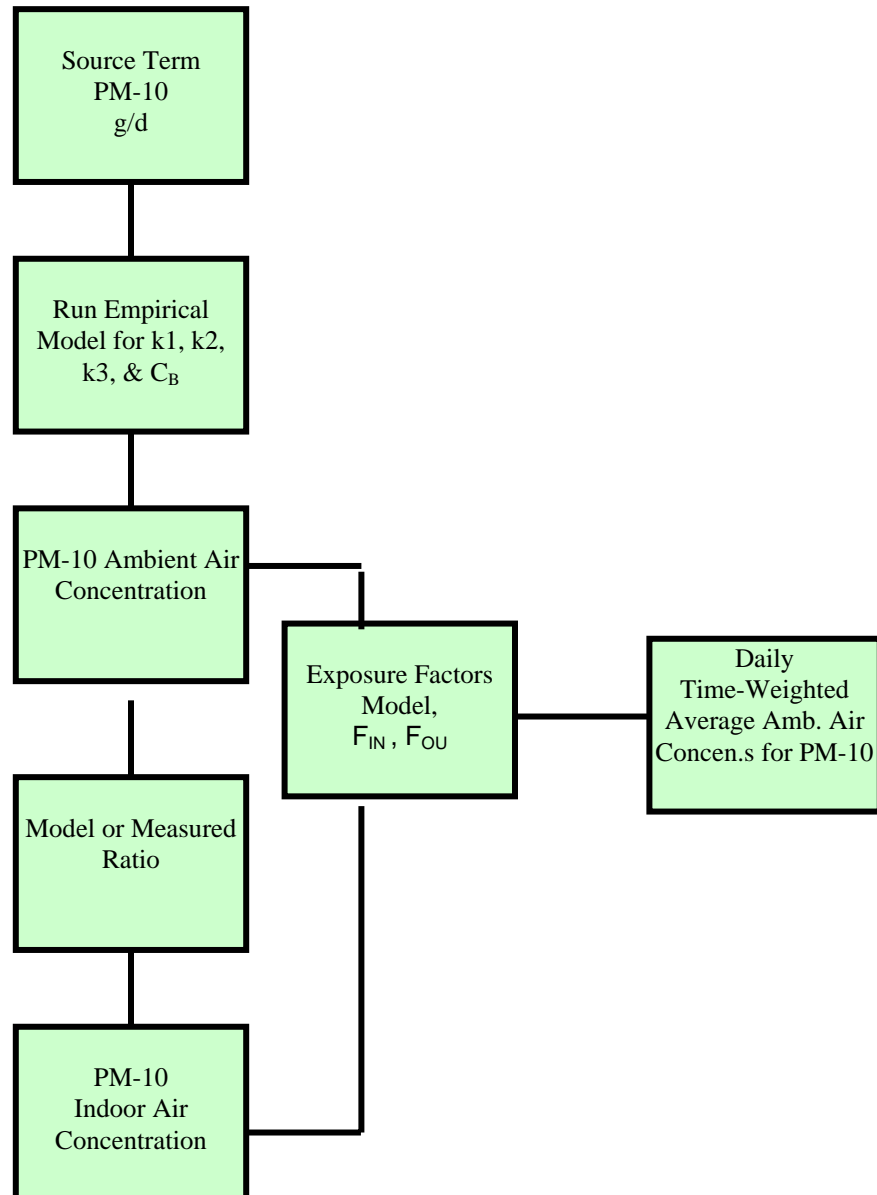 Source Term
PM-10
g/d
Run Empirical
Model for k1, k2,
k3, & C_B
PM-10 Ambient Air
Concentration
Exposure Factors
Model,
F_IN , F_OU
Daily
Time-Weighted
Average Amb. Air
Concen.s for PM-10
Model or Measured
Ratio
PM-10
Indoor Air
Concentration